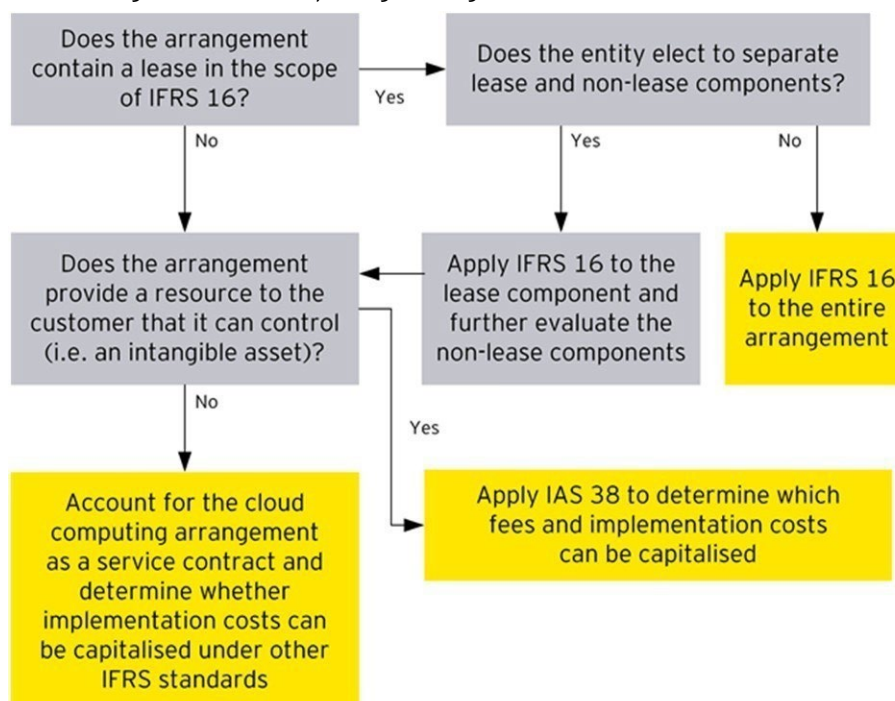 Does the arrangement
contain a lease in the scope
of IFRS 16?
Yes
Does the entity elect to separate
lease and non-lease components?
No
Yes
No
Does the arrangement
provide a resource to the
customer that it can control
(i.e. an intangible asset)?
Apply IFRS 16 to the
lease component and
further evaluate the
non-lease components
Apply IFRS 16
to the entire
arrangement
No
Yes
Account for the cloud
computing arrangement
as a service contract and
determine whether
implementation costs can
be capitalised under other
IFRS standards
Apply IAS 38 to determine which
fees and implementation costs
can be capitalised